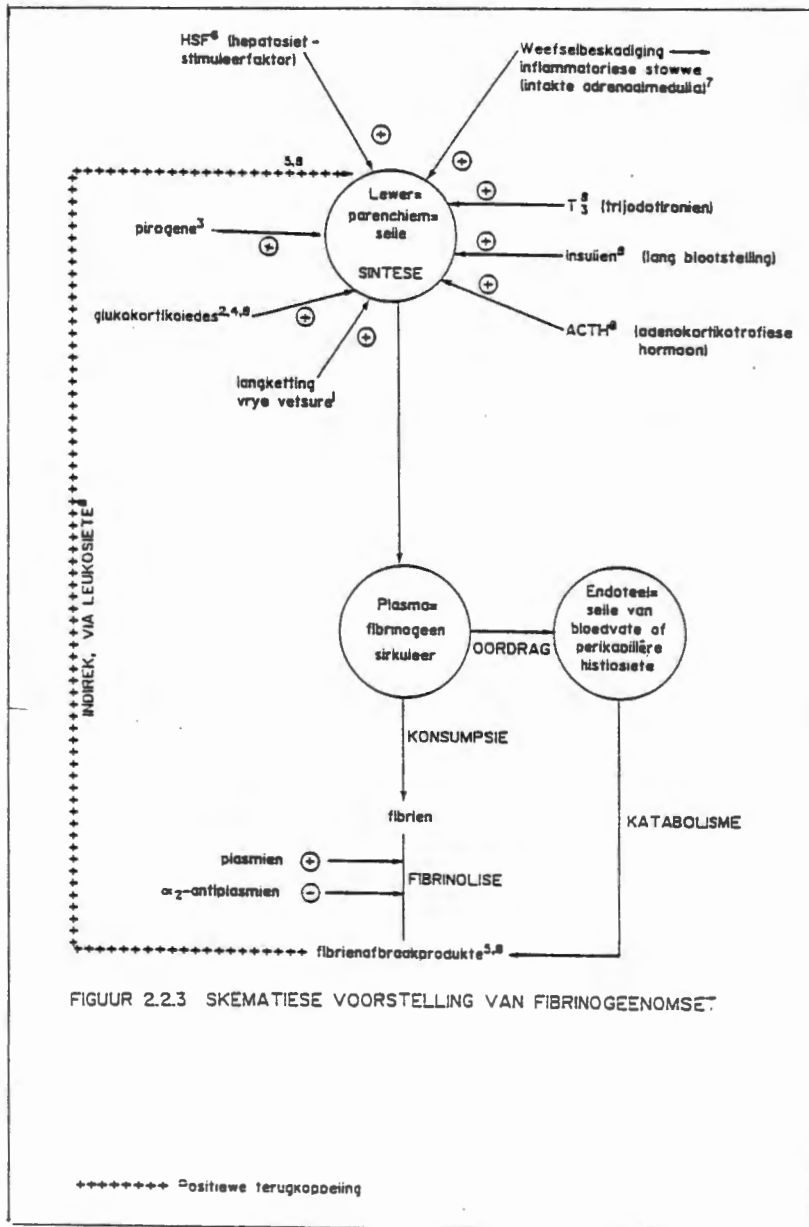 HSF⁶ (hepatosiet-
stimuleerfaktor)
Weefselbeskadiging
inflammatoriese stowwe
(intakte adrenaalmedulla)⁷
5,8
Lewer=
parenchiem=
selle
SINTESE
pirogene³
T₃⁸ (trijodotironien)
insulien⁸ (lang blootstelling)
glukokortikoiedes²,⁴,⁸
ACTH⁸ (adenokortikotrofiese
hormoon)
langketting
vrye vetsure¹
INDIREK, VIA LEUKOSIETE⁸
Plasma=
fibrinogeen
sirkuleer
OORDRAG
Endoteel=
selle van
bloedvate of
perikapillêre
histiosiete
KONSUMPSIE
fibrien
KATABOLISME
plasmien
FIBRINOLISE
α₂-antiplasmien
fibrienafbraakprodukte⁵,⁸
FIGUUR 2.2.3 SKEMATIESE VOORSTELLING VAN FIBRINOGEENOMSET
Positiewe terugkoppeling